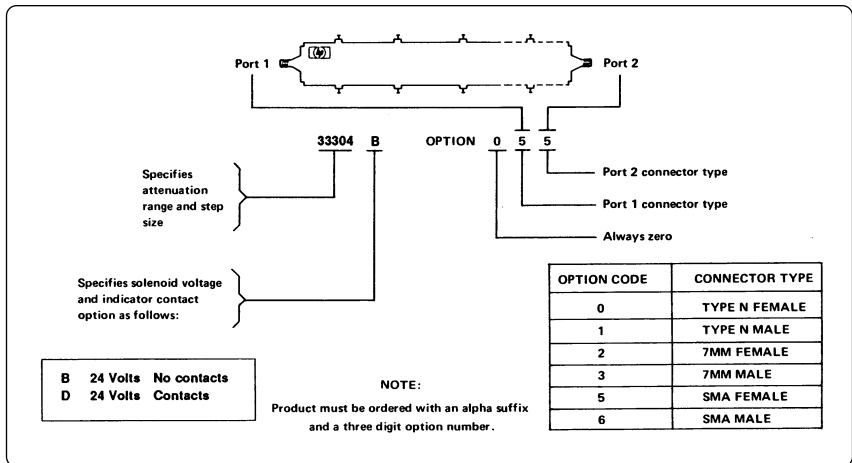 hp
Port 1
Port 2
33304 B OPTION 0 5 5
Specifies
attenuation
range and step
size
Port 2 connector type
Port 1 connector type
Always zero
Specifies solenoid voltage
and indicator contact
option as follows:
B 24 Volts No contacts
D 24 Volts Contacts
NOTE:
Product must be ordered with an alpha suffix
and a three digit option number.
OPTION CODE CONNECTOR TYPE
0 TYPE N FEMALE
1 TYPE N MALE
2 7MM FEMALE
3 7MM MALE
5 SMA FEMALE
6 SMA MALE